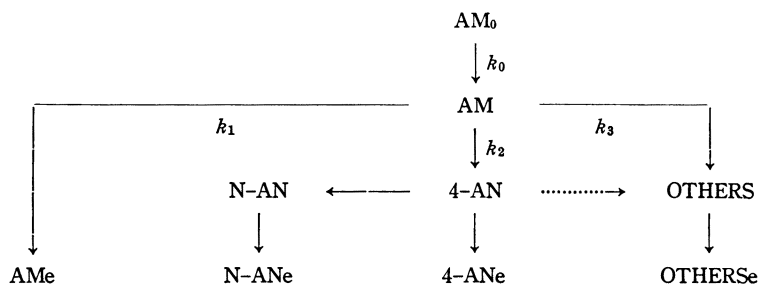 AM₀
k₀
AM
k₁ k₃
k₂
N-AN 4-AN OTHERS
AMe N-ANe 4-ANe OTHERSe